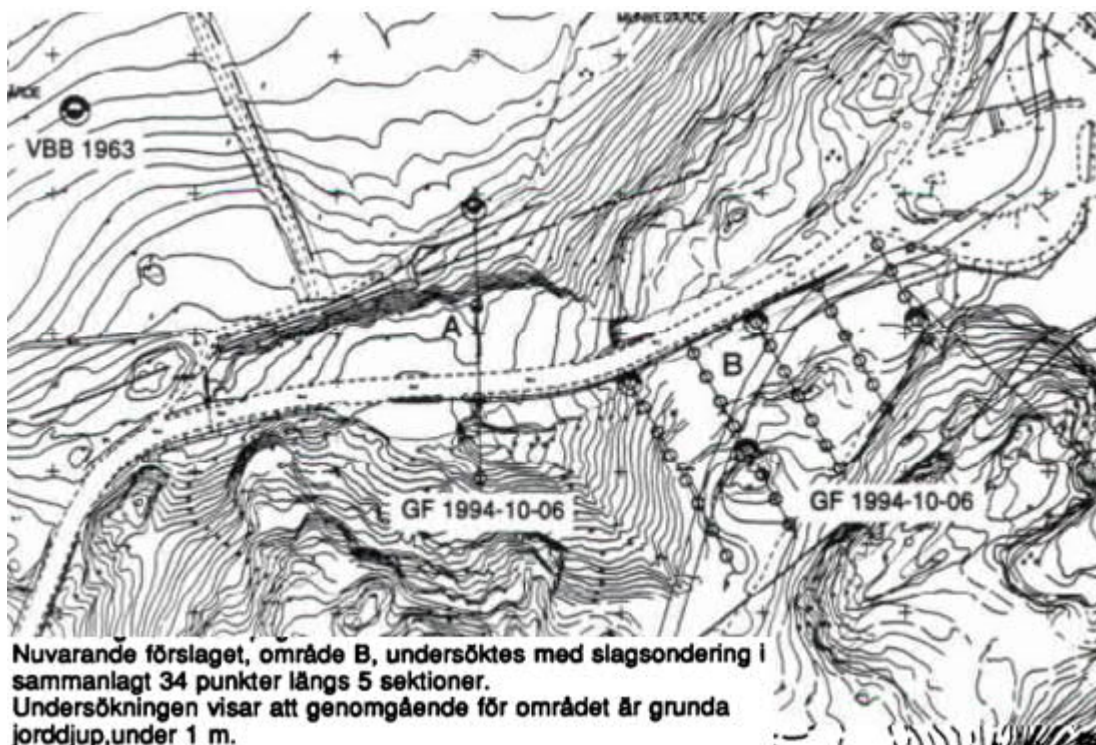 MUNKEGÄRDE
VBB 1963
A
B
GF 1994-10-06
GF 1994-10-06
Nuvarande förslaget, område B, undersöktes med slagsondering i
sammanlagt 34 punkter längs 5 sektioner.
Undersökningen visar att genomgående för området är grunda
jorddjup,under 1 m.